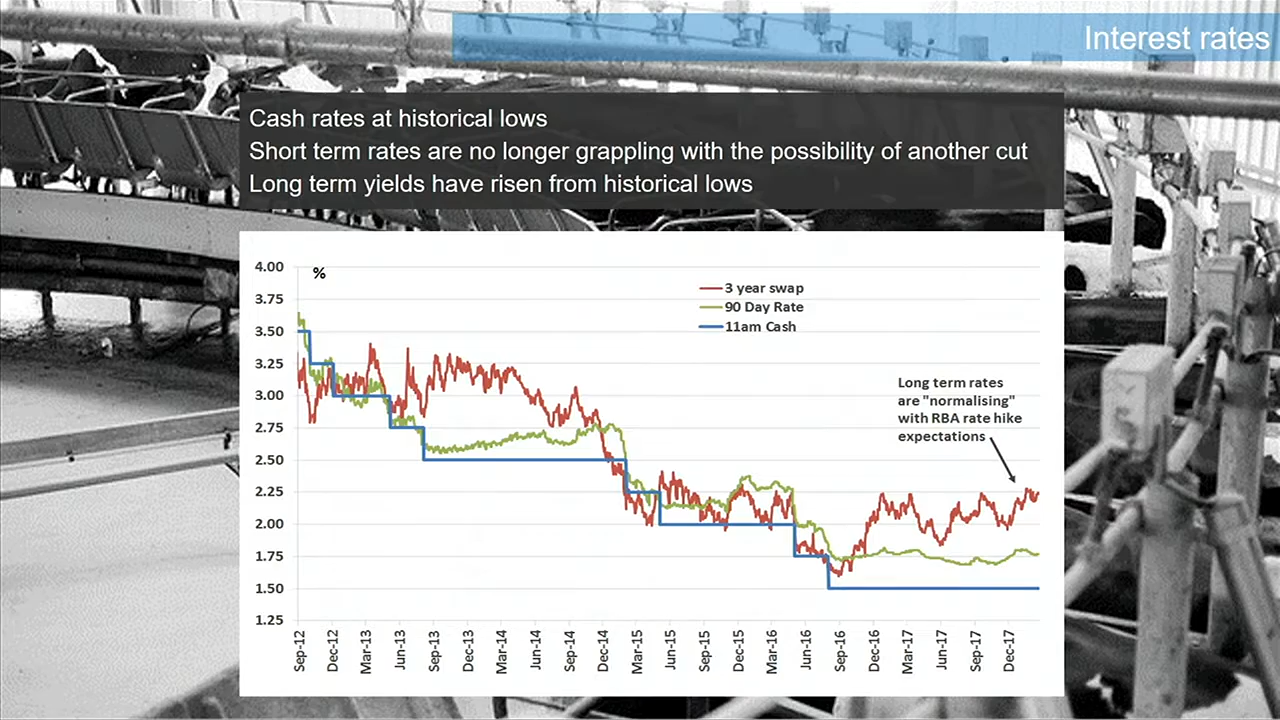 Interest rates
Cash rates at historical lows
Short term rates are no longer grappling with the possibility of another cut
Long term yields have risen from historical lows
%
4.00
3.75
3.50
3.25
3.00
2.75
2.50
2.25
2.00
1.75
1.50
1.25
3 year swap
90 Day Rate
11am Cash
Long term rates
are "normalising"
with RBA rate hike
expectations
Sep-12
Dec-12
Mar-13
Jun-13
Sep-13
Dec-13
Mar-14
Jun-14
Sep-14
Dec-14
Mar-15
Jun-15
Sep-15
Dec-15
Mar-16
Jun-16
Sep-16
Dec-16
Mar-17
Jun-17
Sep-17
Dec-17